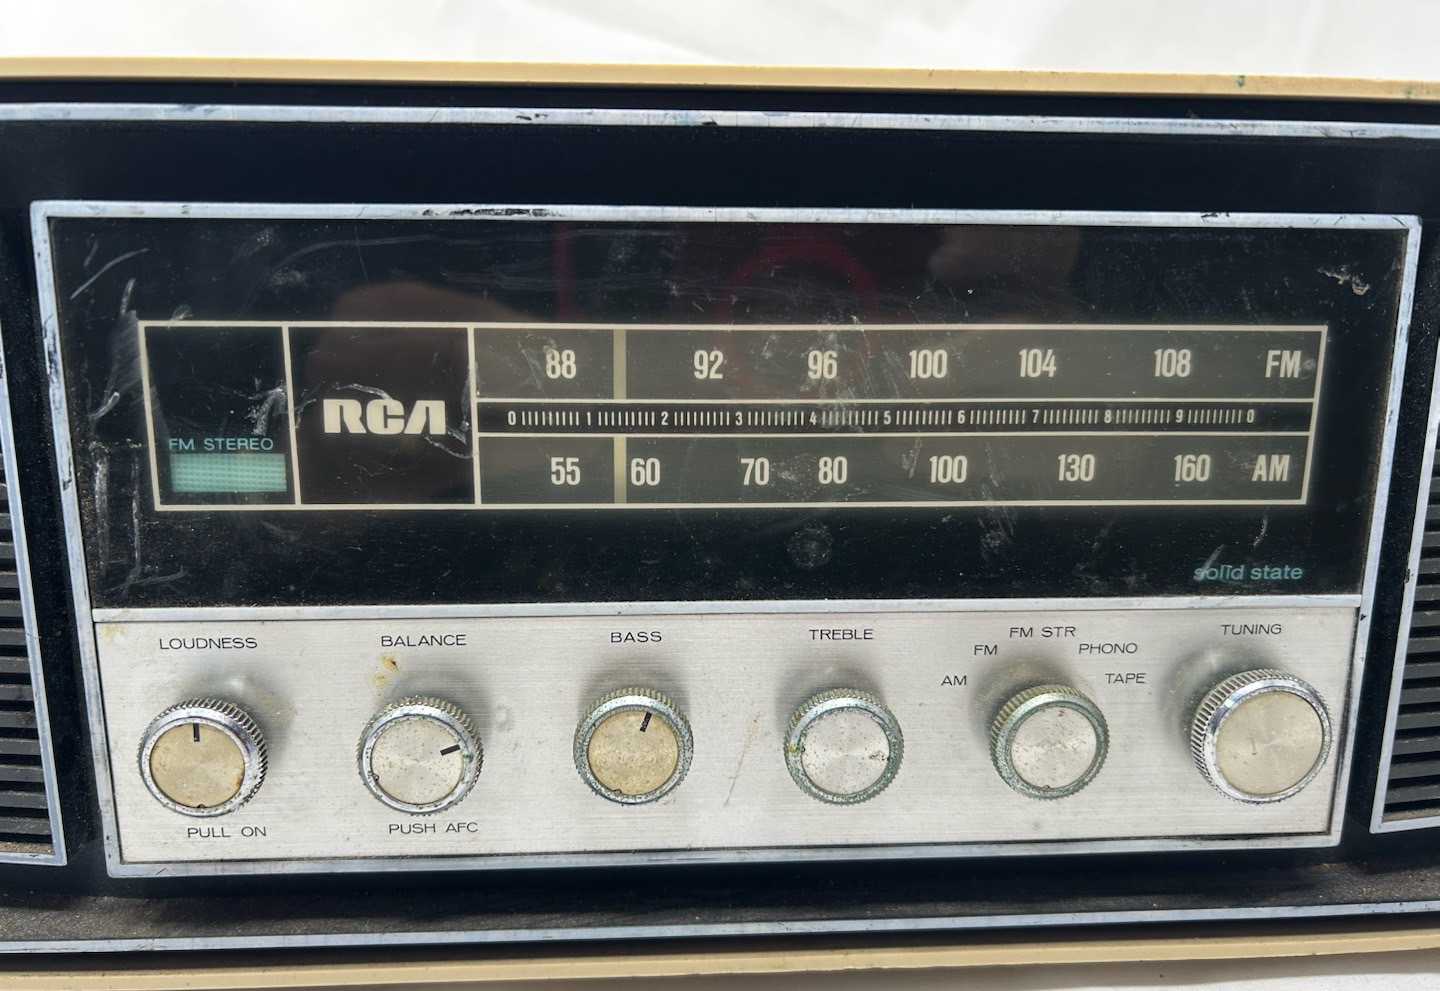 88 92 96 100 104 108 FM
RCA
0 1 2 3 4 5 6 7 8 9 0
FM STEREO
55 60 70 80 100 130 160 AM
solid state
LOUDNESS BALANCE BASS TREBLE FM STR TUNING
FM PHONO
AM TAPE
PULL ON PUSH AFC